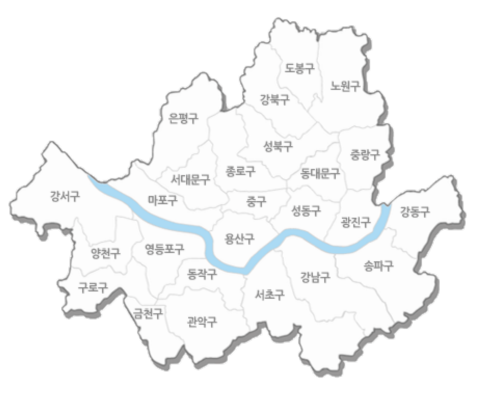 도봉구
노원구
강북구
은평구
성북구
중랑구
종로구
동대문구
서대문구
강서구
마포구
중구
성동구
강동구
광진구
용산구
양천구
영등포구
송파구
동작구
강남구
구로구
서초구
금천구
관악구